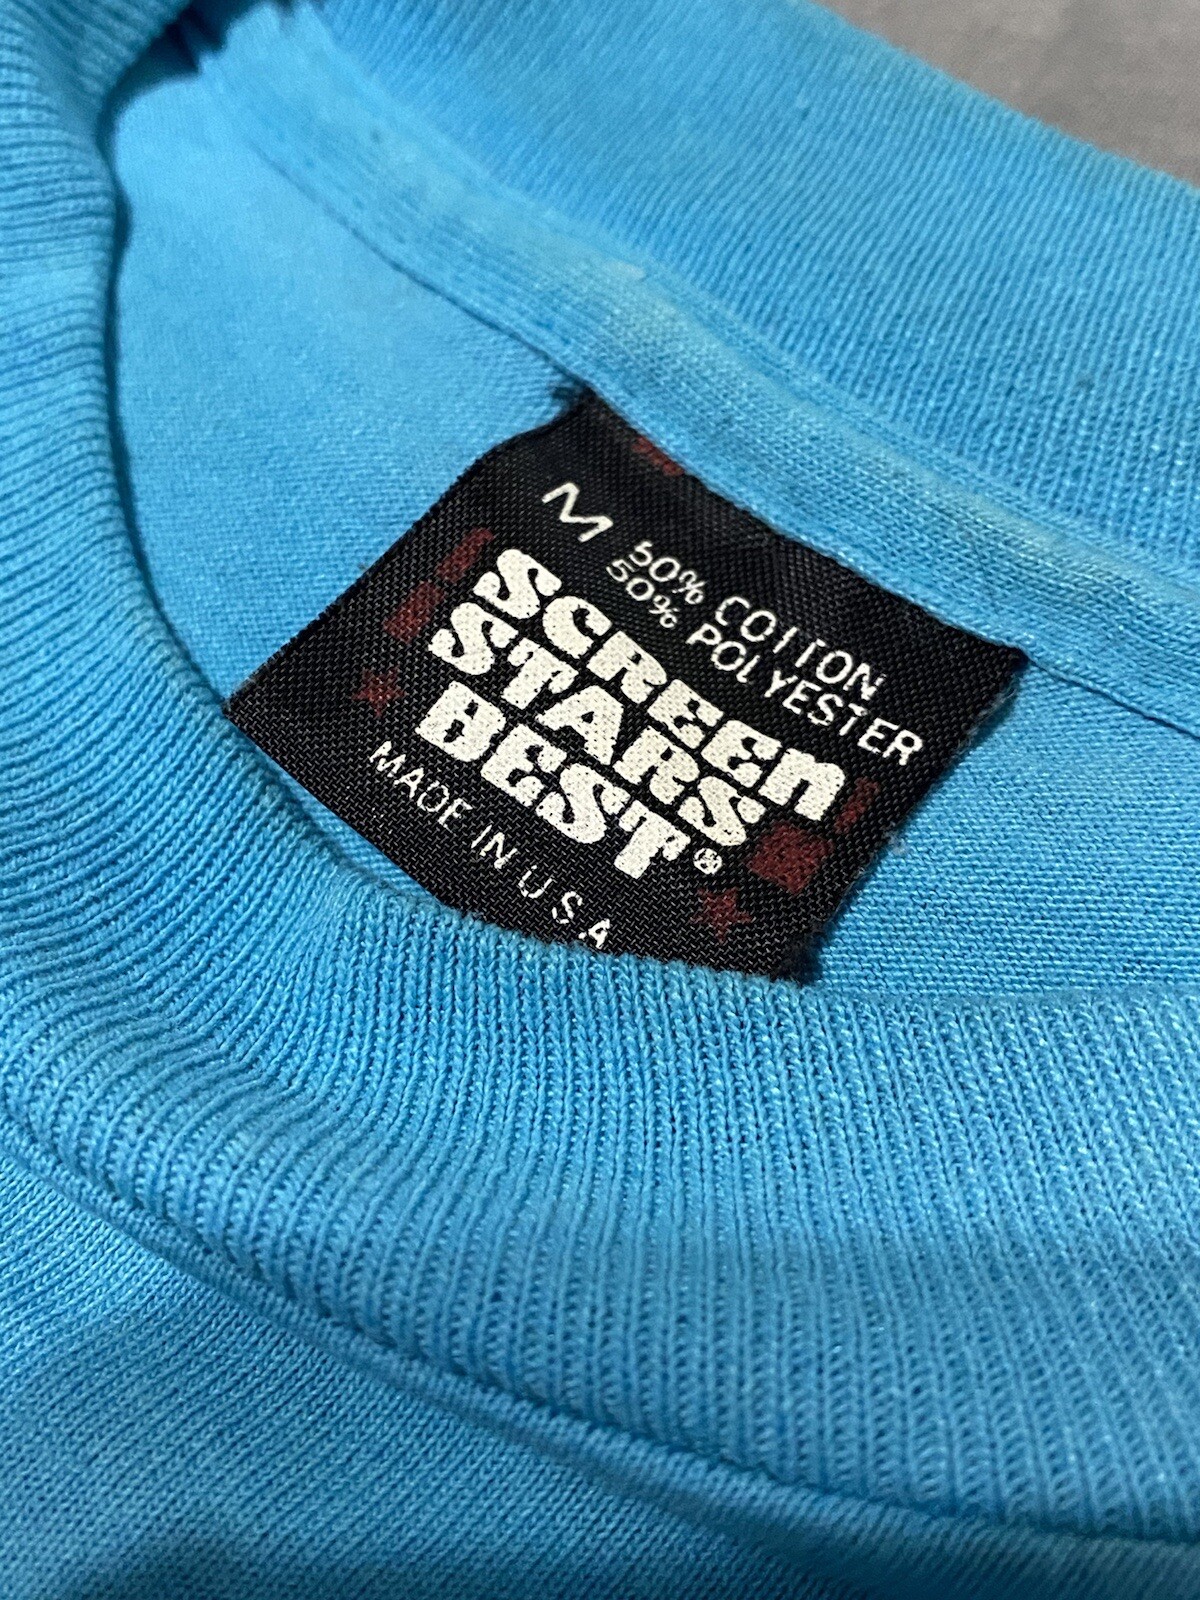 M
50% COTTON
50% POLYESTER
SCREEN
STARS
BEST®
MADE IN U S A